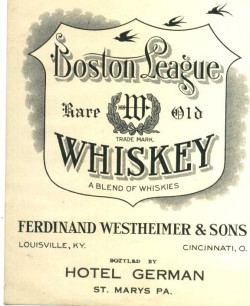 Boston League
Rare W Old
TRADE MARK.
WHISKEY
A BLEND OF WHISKIES
FERDINAND WESTHEIMER & SONS
LOUISVILLE, KY. CINCINNATI, O.
BOTTLED BY
HOTEL GERMAN
ST. MARYS PA.